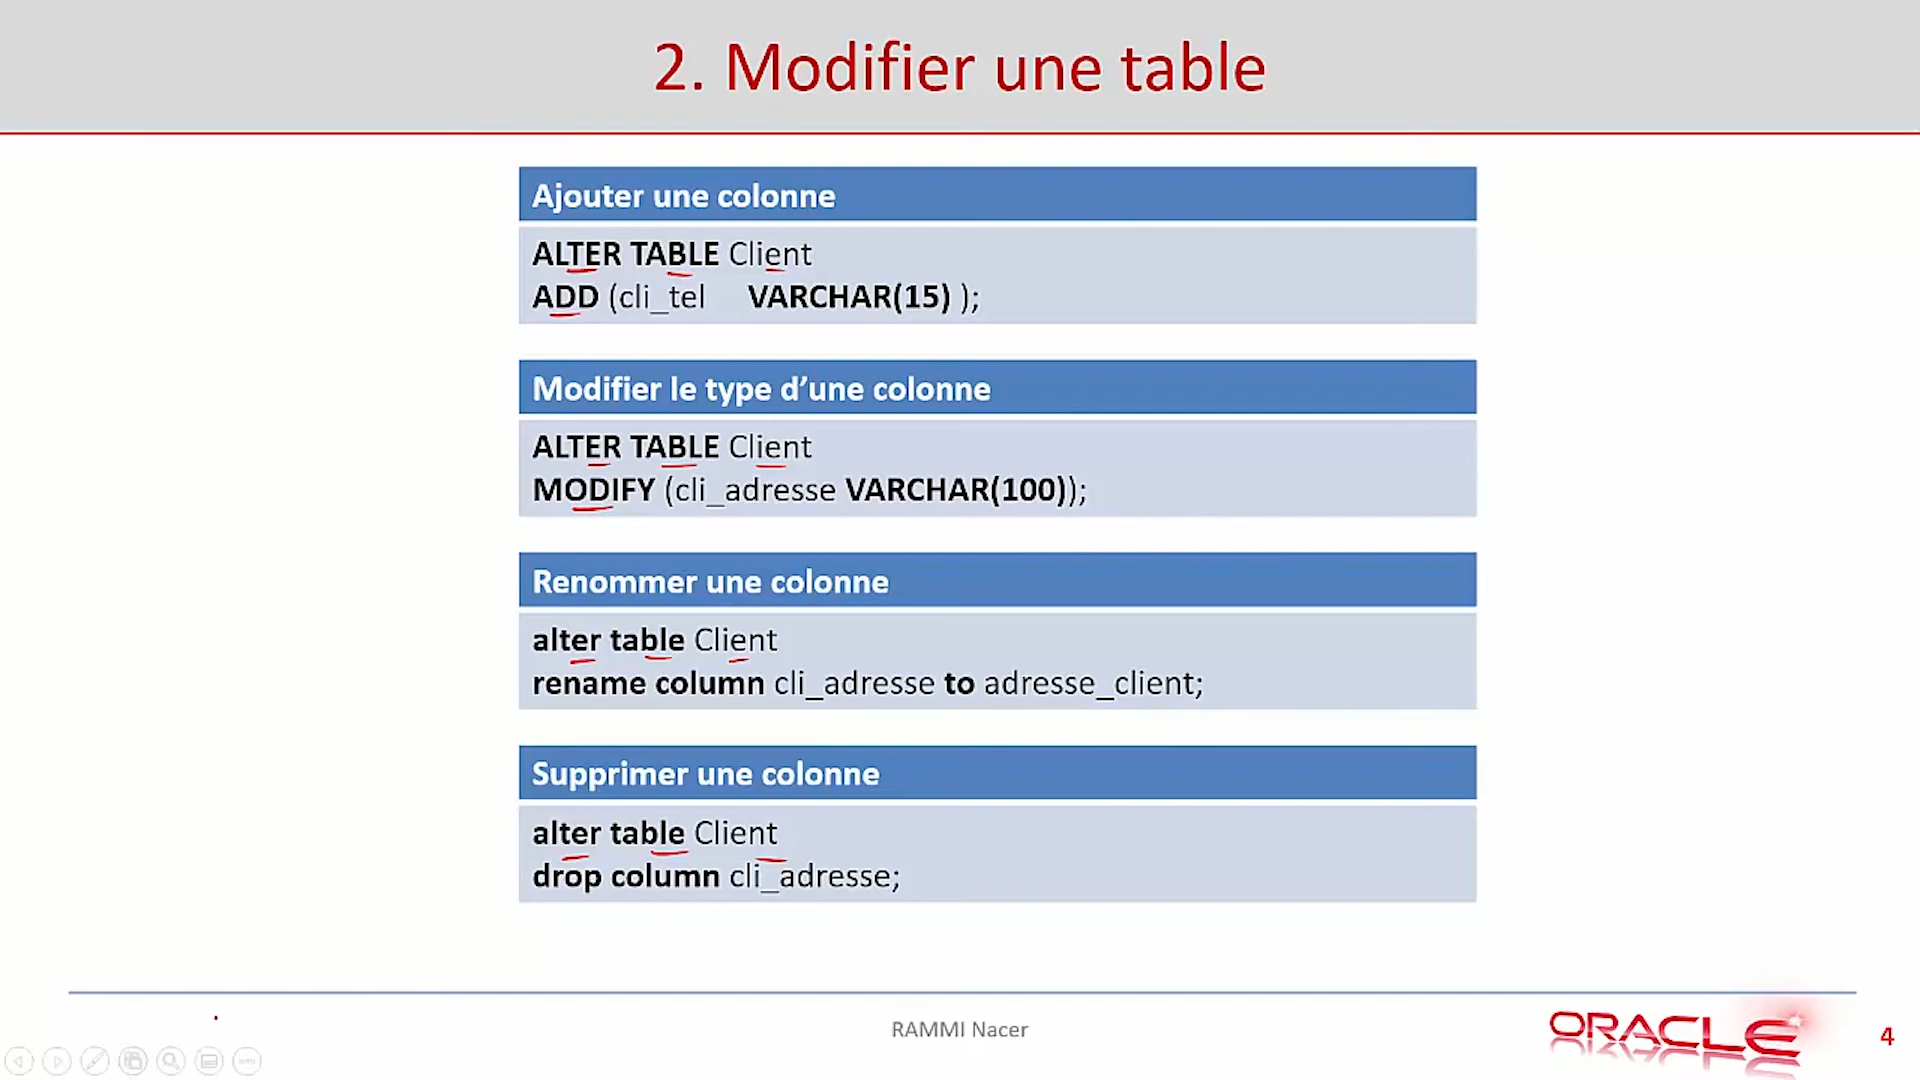 2. Modifier une table
Ajouter une colonne
ALTER TABLE Client
ADD (cli_tel VARCHAR(15) );
Modifier le type d’une colonne
ALTER TABLE Client
MODIFY (cli_adresse VARCHAR(100));
Renommer une colonne
alter table Client
rename column cli_adresse to adresse_client;
Supprimer une colonne
alter table Client
drop column cli_adresse;
RAMMI Nacer
ORACLE
4